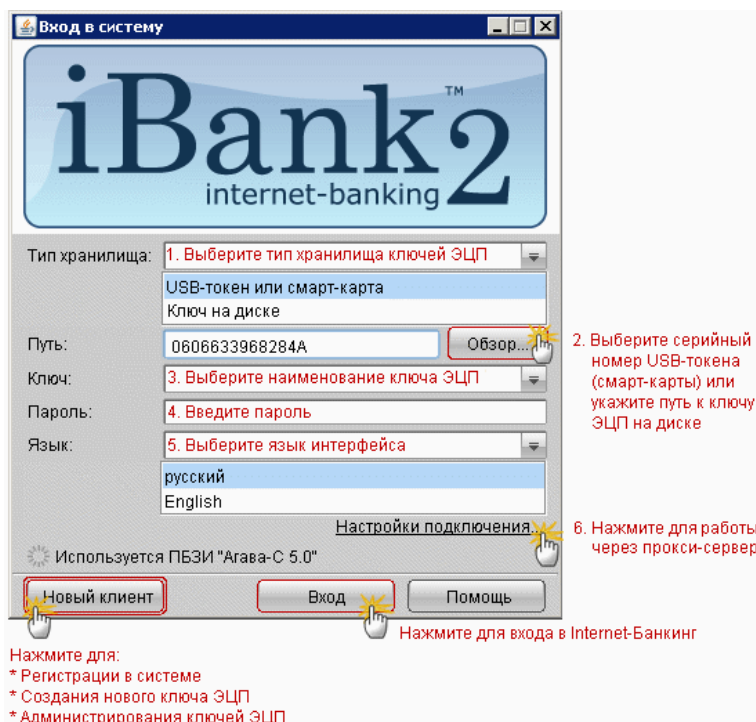 Вход в систему
iBank2™
internet-banking
Тип хранилища: 1. Выберите тип хранилища ключей ЭЦП
USB-токен или смарт-карта
Ключ на диске
Путь: 0606633968284A Обзор...
2. Выберите серийный
номер USB-токена
(смарт-карты) или
укажите путь к ключу
ЭЦП на диске
Ключ: 3. Выберите наименование ключа ЭЦП
Пароль: 4. Введите пароль
Язык: 5. Выберите язык интерфейса
русский
English
Настройки подключения...
6. Нажмите для работы
через прокси-сервер
Используется ПБЗИ "Агава-С 5.0"
Новый клиент Вход Помощь
Нажмите для входа в Internet-Банкинг
Нажмите для:
* Регистрации в системе
* Создания нового ключа ЭЦП
* Администрирования ключей ЭЦП